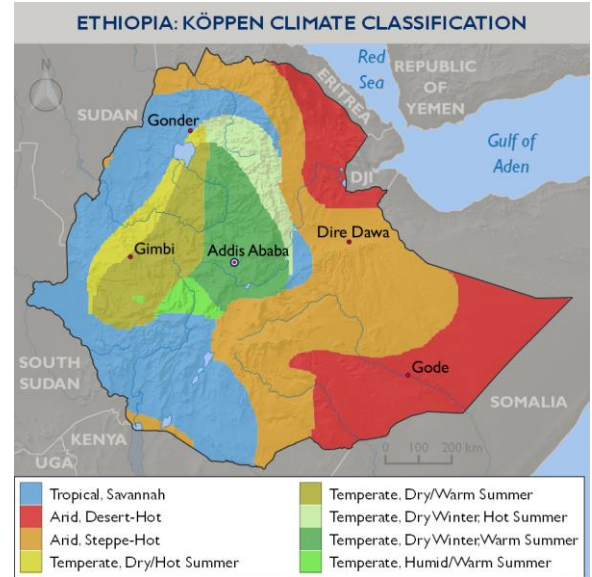 ETHIOPIA: KÖPPEN CLIMATE CLASSIFICATION
N
Red
Sea
REPUBLIC
OF
YEMEN
ERITREA
SUDAN
Gonder
Gulf of
Aden
DJI
Dire Dawa
Gimbi
Addis Ababa
SOUTH
SUDAN
Gode
SOMALIA
KENYA
UGA
0 100 200 km
Tropical, Savannah
Arid, Desert-Hot
Arid, Steppe-Hot
Temperate, Dry/Hot Summer
Temperate, Dry/Warm Summer
Temperate, Dry Winter, Hot Summer
Temperate, Dry Winter, Warm Summer
Temperate, Humid/Warm Summer